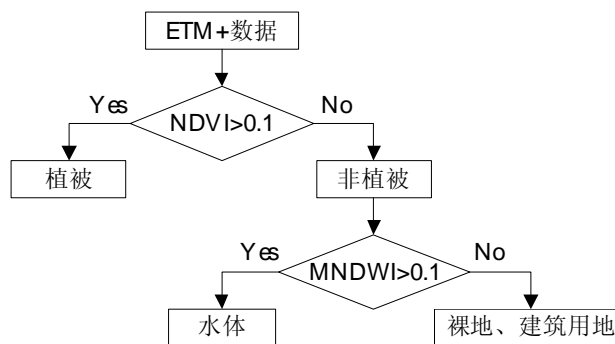 ETM+数据
Yes
No
NDVI>0.1
植被
非植被
Yes
No
MNDWI>0.1
水体
裸地、建筑用地